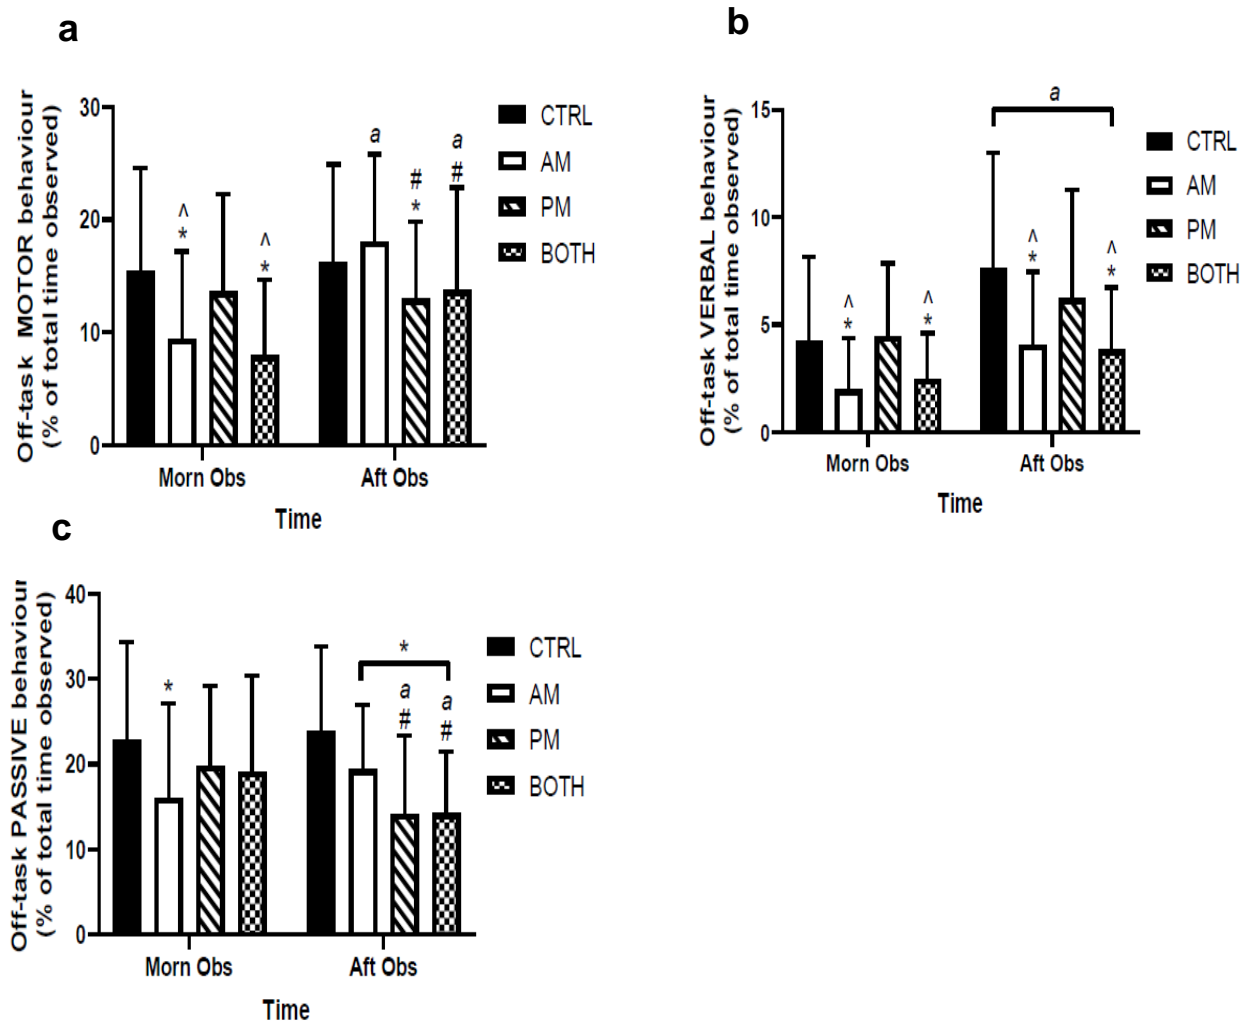 a
Off-task MOTOR behaviour
(% of total time observed)
30
20
10
0
^
*
^
*
a
#
*
a
#
Morn Obs
Aft Obs
Time
CTRL
AM
PM
BOTH
b
Off-task VERBAL behaviour
(% of total time observed)
15
10
5
0
^
*
^
*
a
^
*
^
*
Morn Obs
Aft Obs
Time
CTRL
AM
PM
BOTH
c
Off-task PASSIVE behaviour
(% of total time observed)
40
30
20
10
0
*
*
a
#
a
#
Morn Obs
Aft Obs
Time
CTRL
AM
PM
BOTH